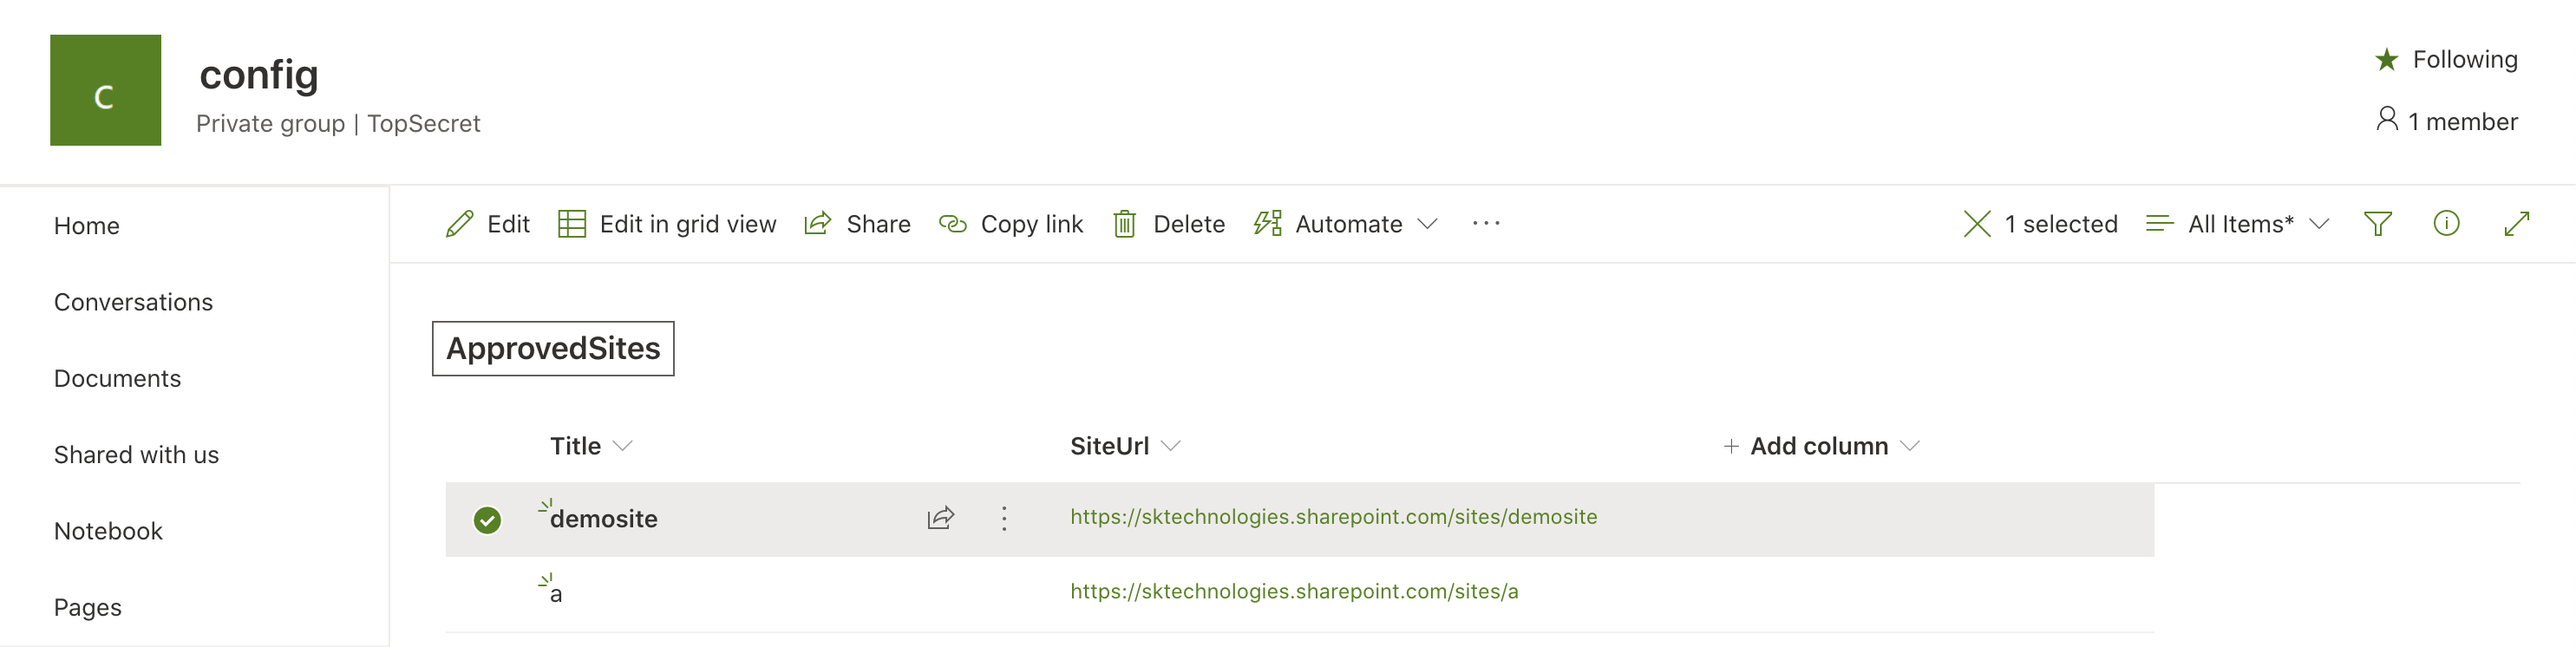 C
config
Private group | TopSecret
Following
1 member
Home
Conversations
Documents
Shared with us
Notebook
Pages
Edit
Edit in grid view
Share
Copy link
Delete
Automate
1 selected
All Items*
ApprovedSites
Title
SiteUrl
+ Add column
demosite
https://sktechnologies.sharepoint.com/sites/demosite
a
https://sktechnologies.sharepoint.com/sites/a